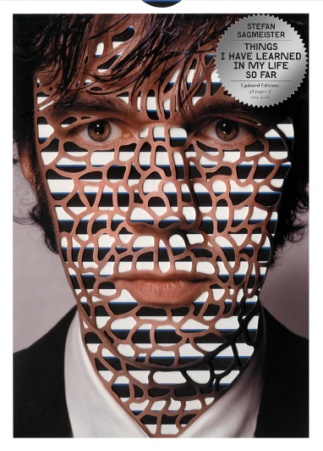 STEFAN
SAGMEISTER
THINGS
I HAVE LEARNED
IN MY LIFE
SO FAR
Updated Edition: